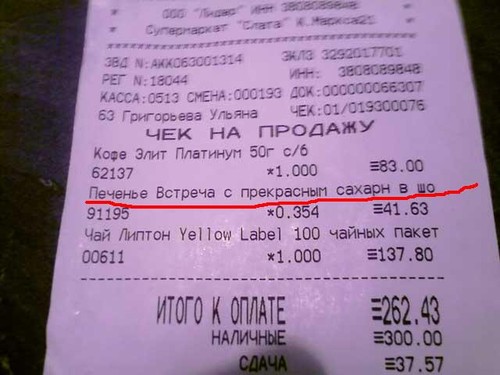 * ООО "Лидер" ИНН 3808089848 *
* Супермаркет "Слата" К.Маркса21 *
ЭВД N:АКК063001314 ЭКЛЗ 3292017701
РЕГ N:18044 ИНН: 3808089848
КАССА:0513 СМЕНА:000193 ДОК:000000066307
63 Григорьева Ульяна ЧЕК:01/019300076
ЧЕК НА ПРОДАЖУ
Кофе Элит Платинум 50г с/б
62137 *1.000 ≡83.00
Печенье Встреча с прекрасным сахарн в шо
91195 *0.354 ≡41.63
Чай Липтон Yellow Label 100 чайных пакет
00611 *1.000 ≡137.80
ИТОГО К ОПЛАТЕ ≡262.43
НАЛИЧНЫЕ ≡300.00
СДАЧА ≡37.57